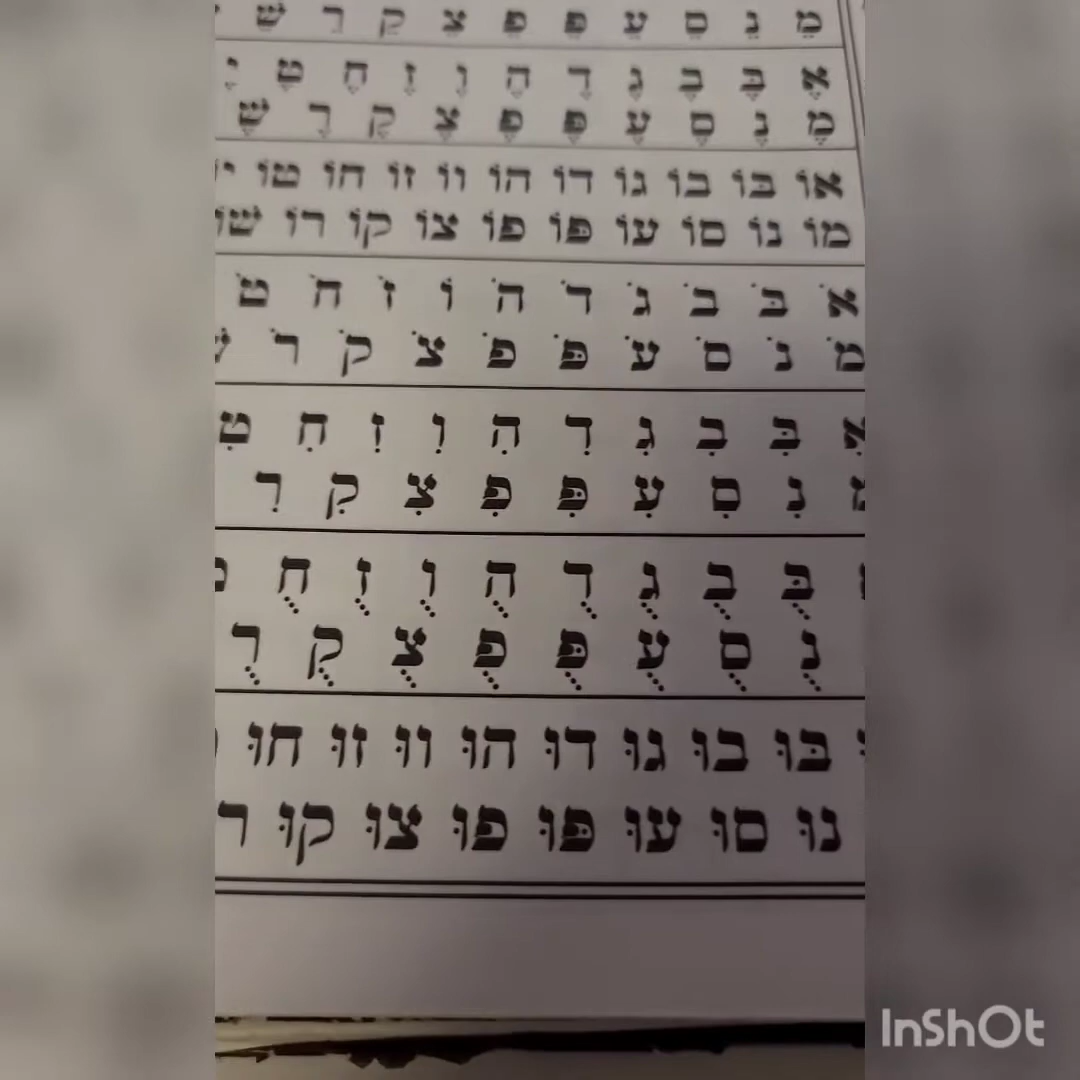 מֵ נֵ סֵ עֵ פֵּ פֵ צֵ קֵ רֵ שֵׁ
אֶ בֶּ בֶ גֶ דֶ הֶ וֶ זֶ חֶ טֶ יֶ
מֶ נֶ סֶ עֶ פֶּ פֶ צֶ קֶ רֶ שֶׁ
אוֹ בּוֹ בוֹ גוֹ דוֹ הוֹ ווֹ זוֹ חוֹ טוֹ
מוֹ נוֹ סוֹ עוֹ פּוֹ פוֹ צוֹ קוֹ רוֹ שׁוֹ
אֹ בֹּ בֹ גֹ דֹ הֹ וֹ זֹ חֹ טֹ
מֹ נֹ סֹ עֹ פֹּ פֹ צֹ קֹ רֹ
אִ בִּ בִ גִ דִ הִ וִ זִ חִ טִ
נִ סִ עִ פִּ פִ צִ קִ רִ
בֻּ בֻ גֻ דֻ הֻ וֻ זֻ חֻ
נֻ סֻ עֻ פֻּ פֻ צֻ קֻ רֻ
בּוּ בוּ גוּ דוּ הוּ ווּ זוּ חוּ
נוּ סוּ עוּ פּוּ פוּ צוּ קוּ ר
InShOt